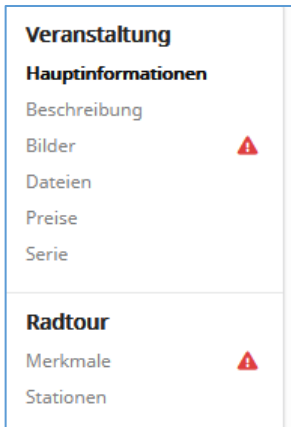 Veranstaltung
Hauptinformationen
Beschreibung
Bilder
Dateien
Preise
Serie
Radtour
Merkmale
Stationen